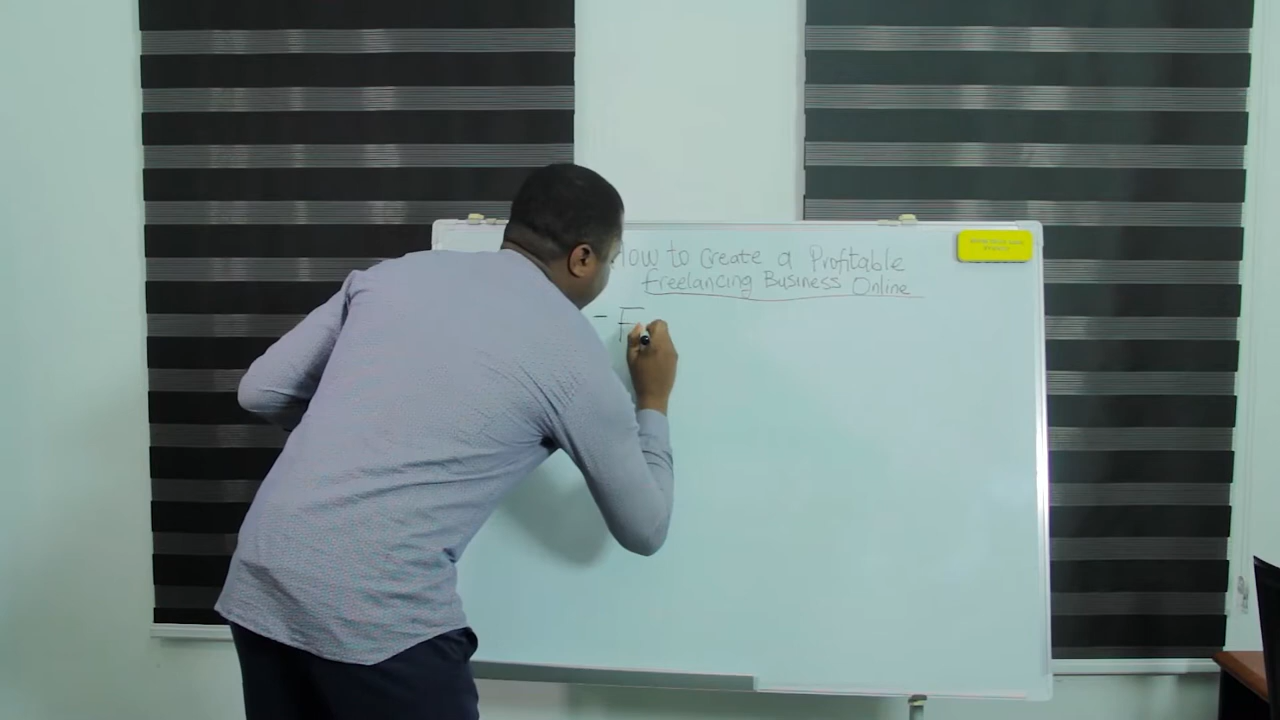 How to Create a Profitable
freelancing Business Online
- F